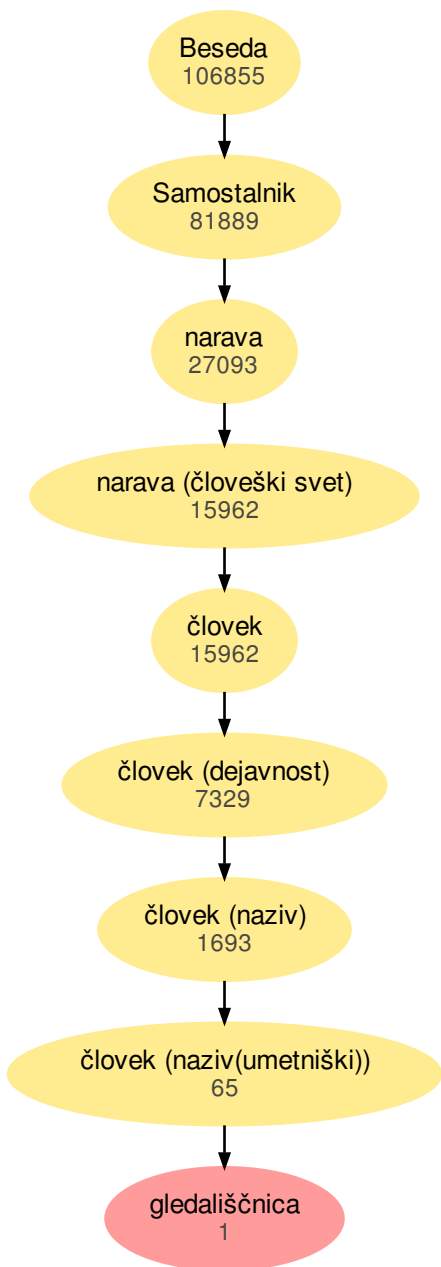 Beseda
106855
Samostalnik
81889
narava
27093
narava (človeški svet)
15962
človek
15962
človek (dejavnost)
7329
človek (naziv)
1693
človek (naziv(umetniški))
65
gledališčnica
1